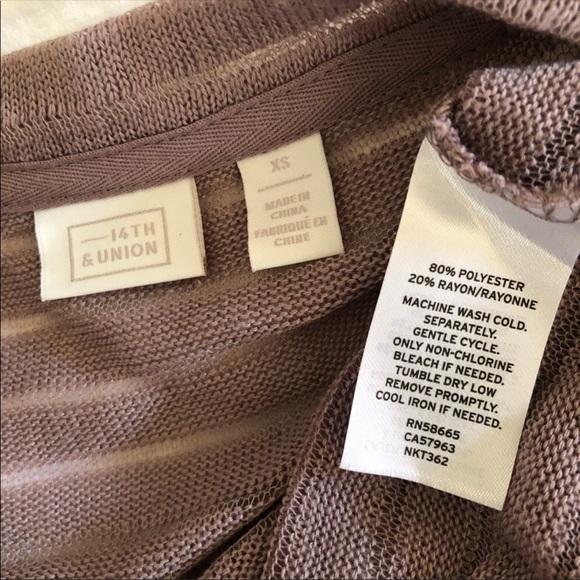 14TH
& UNION
XS
MADE IN
CHINA
FABRIQUÉ EN
CHINE
80% POLYESTER
20% RAYON/RAYONNE
MACHINE WASH COLD.
SEPARATELY.
GENTLE CYCLE.
ONLY NON-CHLORINE
BLEACH IF NEEDED.
TUMBLE DRY LOW
REMOVE PROMPTLY.
COOL IRON IF NEEDED.
RN58665
CA57963
NKT362